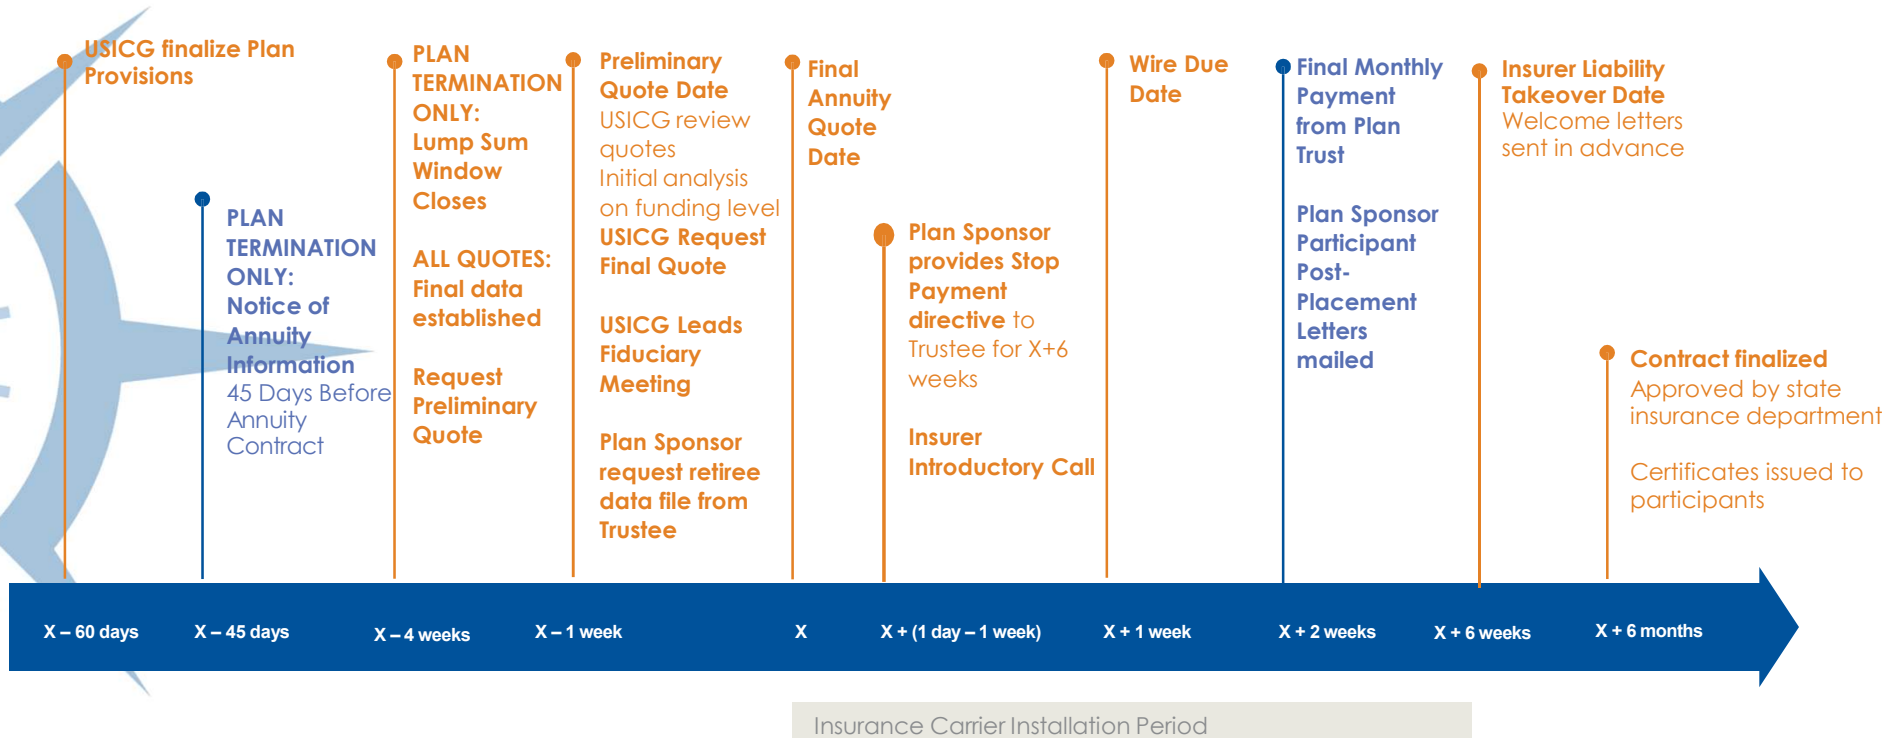 USICG finalize Plan
Provisions
PLAN
TERMINATION
ONLY:
Notice of
Annuity
Information
45 Days Before
Annuity
Contract
PLAN
TERMINATION
ONLY:
Lump Sum
Window
Closes
ALL QUOTES:
Final data
established
Request
Preliminary
Quote
Preliminary
Quote Date
USICG review
quotes
Initial analysis
on funding level
USICG Request
Final Quote
USICG Leads
Fiduciary
Meeting
Plan Sponsor
request retiree
data file from
Trustee
Final
Annuity
Quote
Date
Plan Sponsor
provides Stop
Payment
directive to
Trustee for X+6
weeks
Insurer
Introductory Call
Wire Due
Date
Final Monthly
Payment
from Plan
Trust
Plan Sponsor
Participant
Post-
Placement
Letters
mailed
Insurer Liability
Takeover Date
Welcome letters
sent in advance
Contract finalized
Approved by state
insurance department
Certificates issued to
participants
X – 60 days
X – 45 days
X – 4 weeks
X – 1 week
X
X + (1 day – 1 week)
X + 1 week
X + 2 weeks
X + 6 weeks
X + 6 months
Insurance Carrier Installation Period